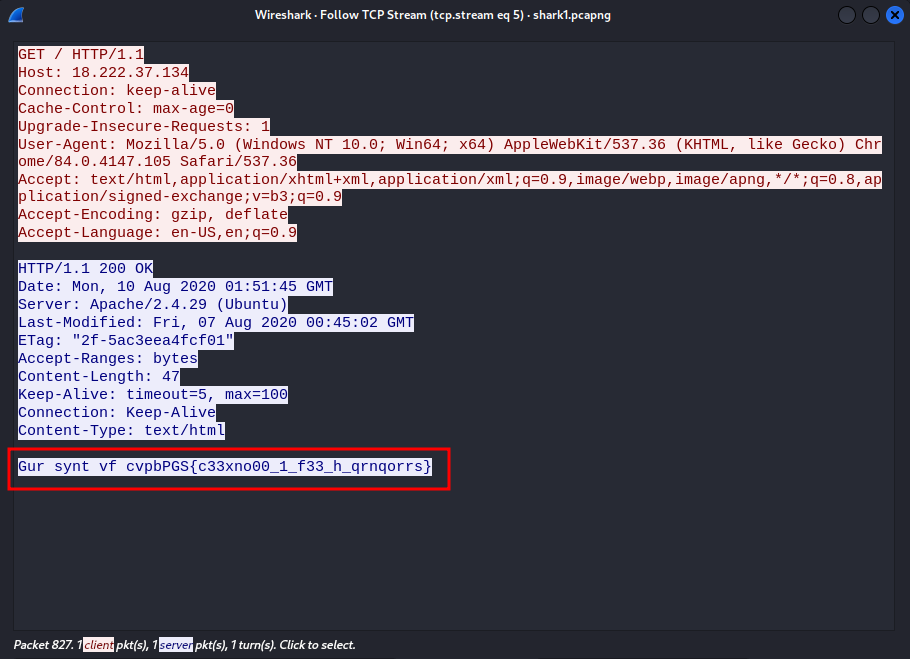 Wireshark · Follow TCP Stream (tcp.stream eq 5) · shark1.pcapng
GET / HTTP/1.1
Host: 18.222.37.134
Connection: keep-alive
Cache-Control: max-age=0
Upgrade-Insecure-Requests: 1
User-Agent: Mozilla/5.0 (Windows NT 10.0; Win64; x64) AppleWebKit/537.36 (KHTML, like Gecko) Chr
ome/84.0.4147.105 Safari/537.36
Accept: text/html,application/xhtml+xml,application/xml;q=0.9,image/webp,image/apng,*/*;q=0.8,ap
plication/signed-exchange;v=b3;q=0.9
Accept-Encoding: gzip, deflate
Accept-Language: en-US,en;q=0.9
HTTP/1.1 200 OK
Date: Mon, 10 Aug 2020 01:51:45 GMT
Server: Apache/2.4.29 (Ubuntu)
Last-Modified: Fri, 07 Aug 2020 00:45:02 GMT
ETag: "2f-5ac3eea4fcf01"
Accept-Ranges: bytes
Content-Length: 47
Keep-Alive: timeout=5, max=100
Connection: Keep-Alive
Content-Type: text/html
Gur synt vf cvpbPGS{c33xno00_1_f33_h_qrnqorrs}
Packet 827. 1 client pkt(s), 1 server pkt(s), 1 turn(s). Click to select.